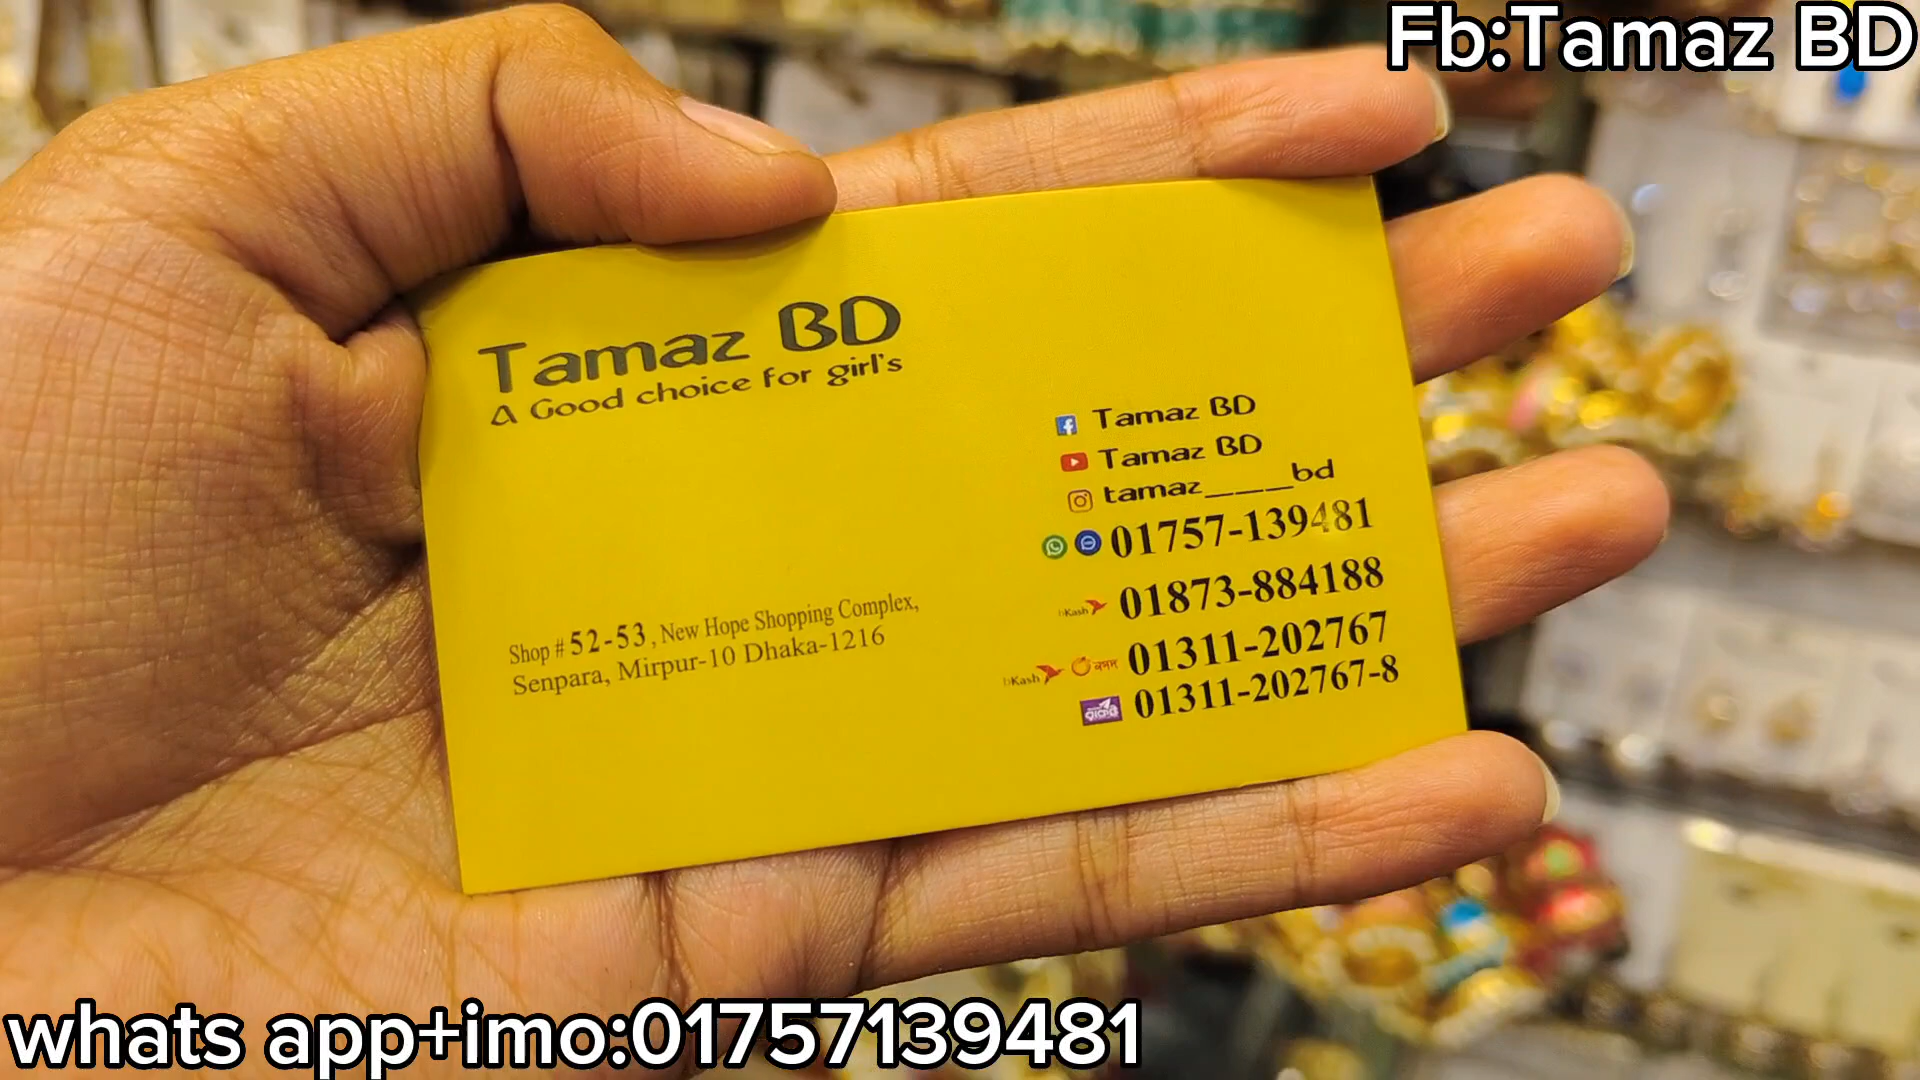 Fb:Tamaz BD
Tamaz BD
A Good choice for girl's
Tamaz BD
Tamaz BD
tamaz___bd
01757-139481
bKash 01873-884188
bKash 01311-202767
01311-202767-8
Shop # 52-53, New Hope Shopping Complex,
Senpara, Mirpur-10 Dhaka-1216
whats app+imo:01757139481